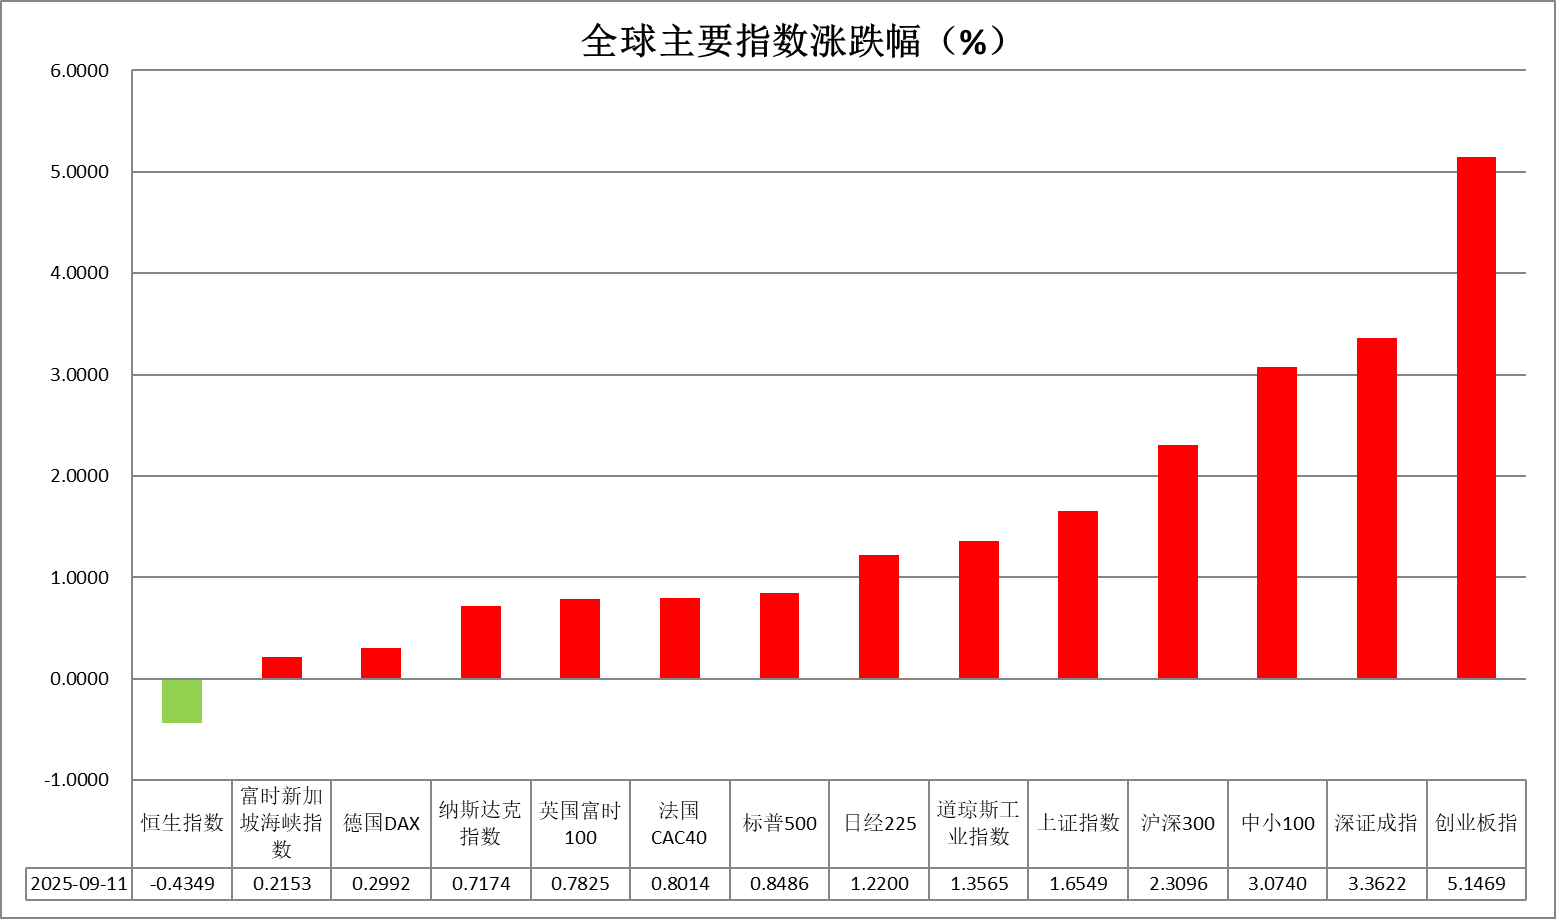 全球主要指数涨跌幅（%）
6.0000
5.0000
4.0000
3.0000
2.0000
1.0000
0.0000
-1.0000
恒生指数
富时新加
坡海峡指
数
德国DAX
纳斯达克
指数
英国富时
100
法国
CAC40
标普500
日经225
道琼斯工
业指数
上证指数
沪深300
中小100
深证成指
创业板指
2025-09-11 -0.4349 0.2153 0.2992 0.7174 0.7825 0.8014 0.8486 1.2200 1.3565 1.6549 2.3096 3.0740 3.3622 5.1469